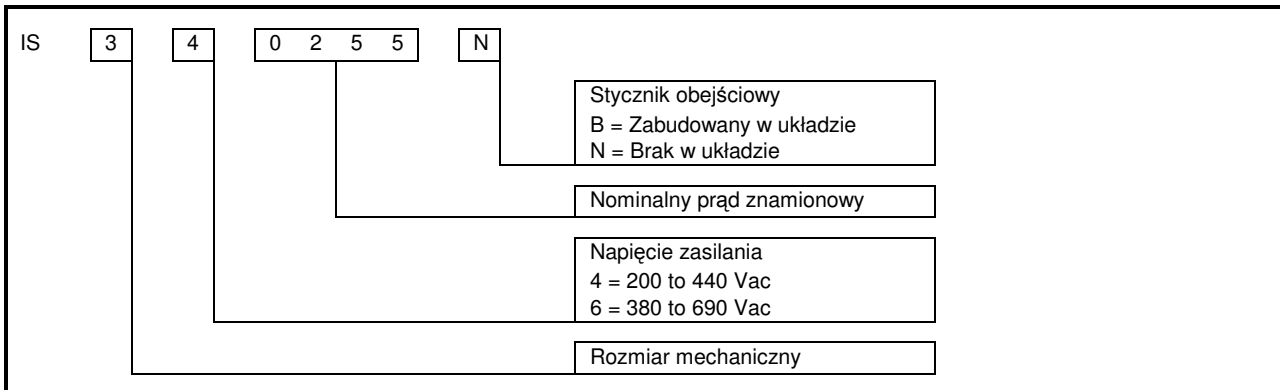 IS 3 4 0 2 5 5 N
Stycznik obejściowy
B = Zabudowany w układzie
N = Brak w układzie
Nominalny prąd znamionowy
Napięcie zasilania
4 = 200 to 440 Vac
6 = 380 to 690 Vac
Rozmiar mechaniczny